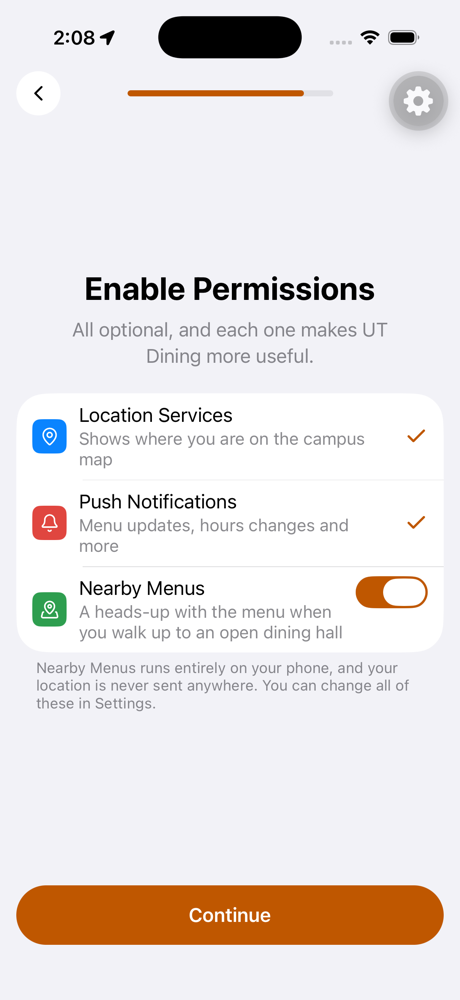 2:08
Enable Permissions
All optional, and each one makes UT
Dining more useful.
Location Services
Shows where you are on the campus
map
Push Notifications
Menu updates, hours changes and
more
Nearby Menus
A heads-up with the menu when
you walk up to an open dining hall
Nearby Menus runs entirely on your phone, and your
location is never sent anywhere. You can change all of
these in Settings.
Continue